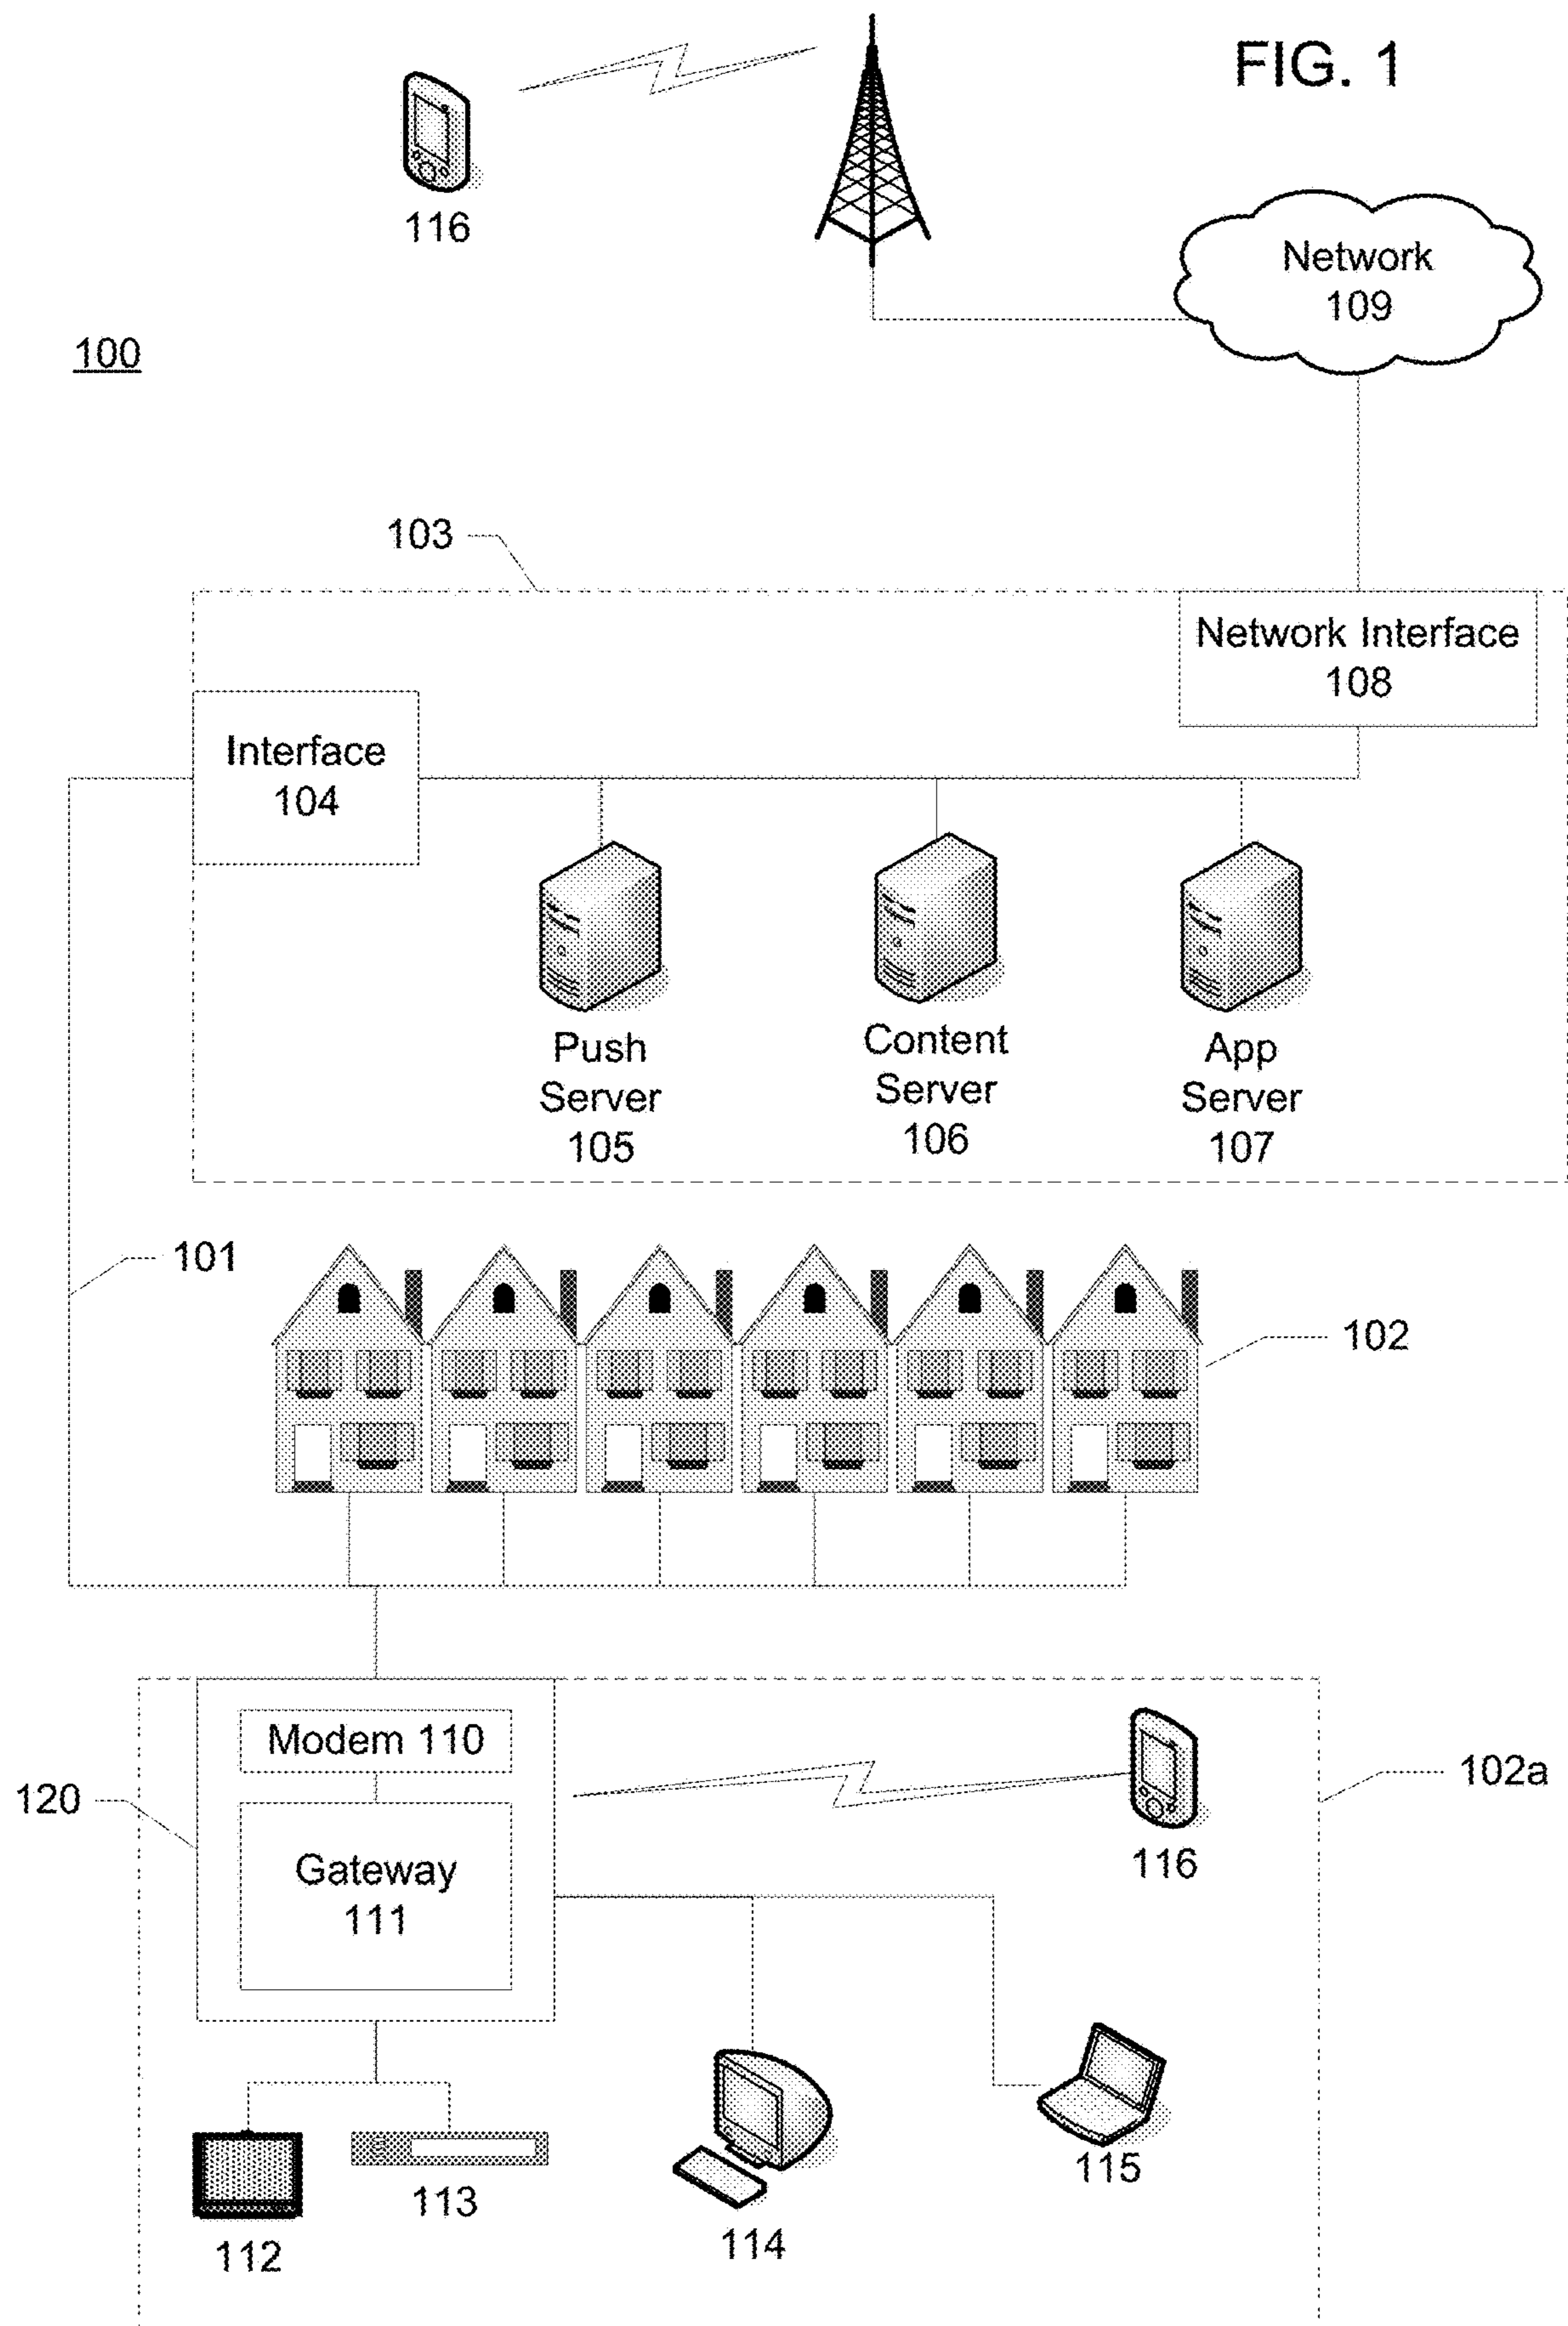 FIG. 1
116
Network
109
100
103
Network Interface
108
Interface
104
Push
Server
105
Content
Server
106
App
Server
107
101
102
Modem 110
120
102a
116
Gateway
111
115
113
114
112